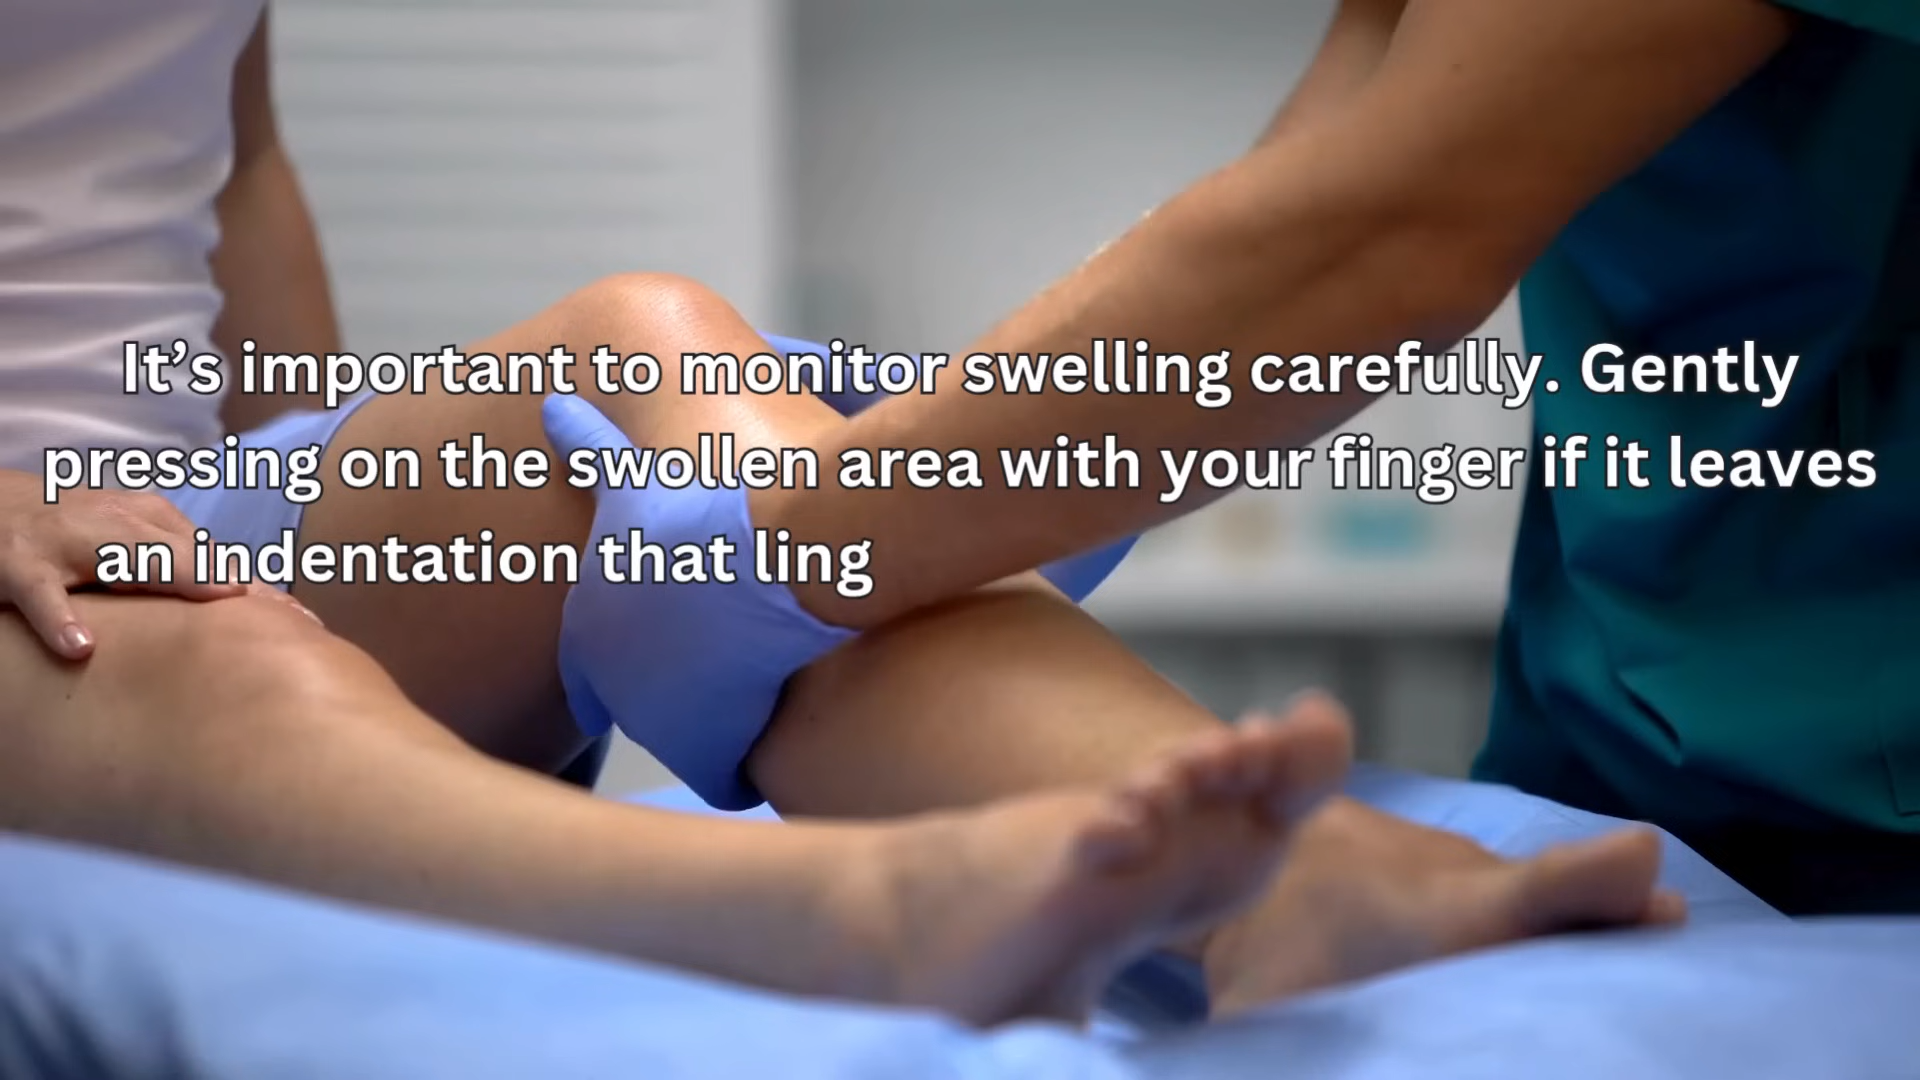 It’s important to monitor swelling carefully. Gently
pressing on the swollen area with your finger if it leaves
an indentation that ling